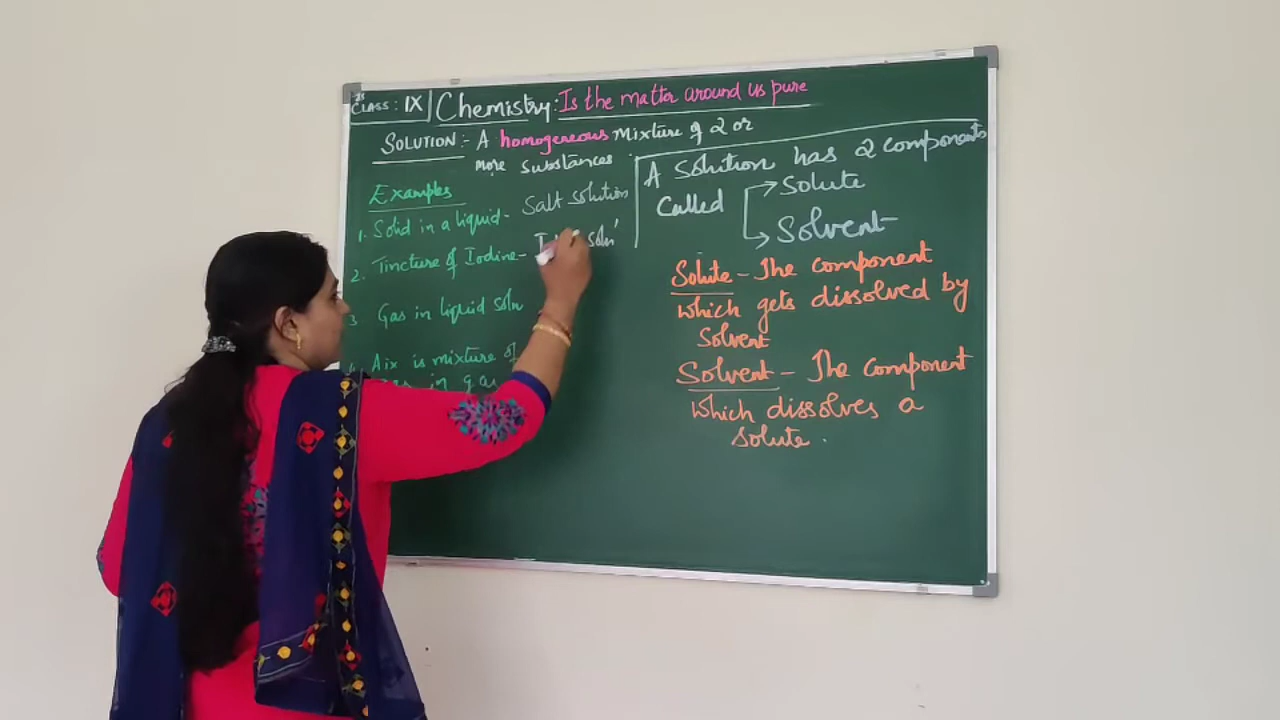 CLASS: IX Chemistry: Is the matter around us pure
SOLUTION:- A homogeneous mixture of 2 or
more substances
Examples
1. Solid in a liquid- Salt solution
2. Tincture of Iodine- soln
3 Gas in liquid soln
Air is mixture of
gas in gas
A Solution has 2 components
Called Solute
Solvent
Solute - The component
which gets dissolved by
Solvent
Solvent - The component
which dissolves a
solute.